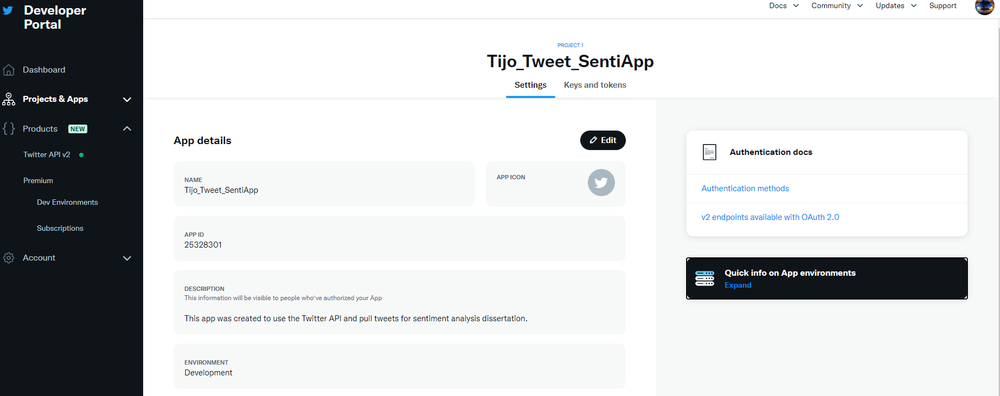 Developer
Portal
Docs
Community
Updates
Support
Dashboard
Projects & Apps
Products NEW
Twitter API v2
Premium
Dev Environments
Subscriptions
Account
PROJECT 1
Tijo_Tweet_SentiApp
Settings
Keys and tokens
App details
Edit
NAME
Tijo_Tweet_SentiApp
APP ICON
APP ID
25328301
DESCRIPTION
This information will be visible to people who've authorized your App
This app was created to use the Twitter API and pull tweets for sentiment analysis dissertation.
ENVIRONMENT
Development
Authentication docs
Authentication methods
v2 endpoints available with OAuth 2.0
Quick info on App environments
Expand